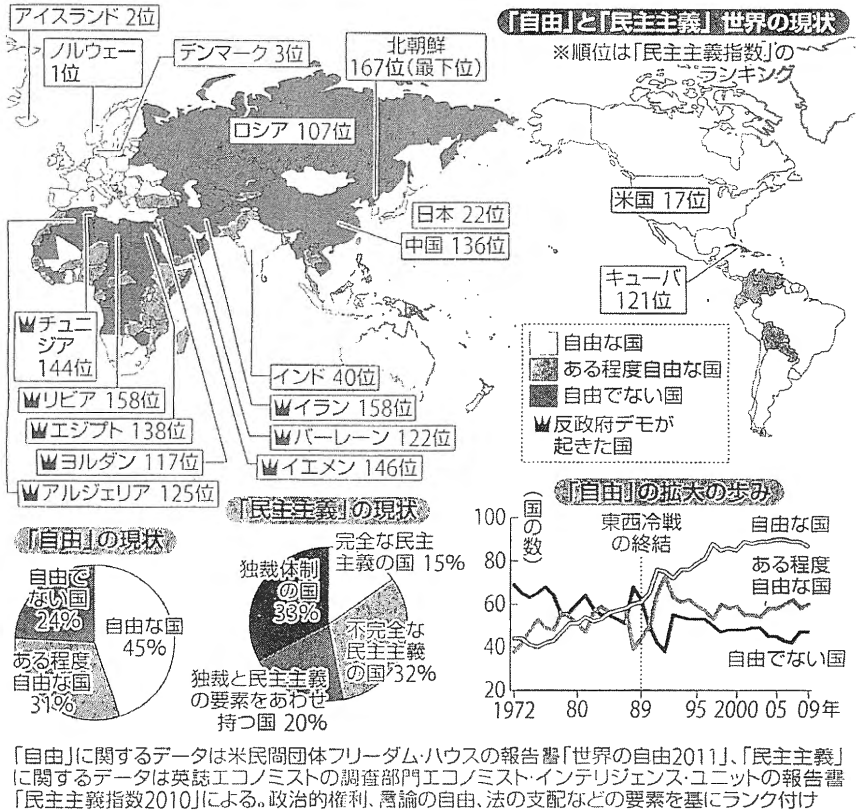 「自由」と「民主主義」世界の現状
※順位は「民主主義指数」の
ランキング
アイスランド 2位
ノルウェー
1位
デンマーク 3位
北朝鮮
167位(最下位)
ロシア 107位
日本 22位
中国 136位
米国 17位
キューバ
121位
チュニ
ジア
144位
リビア 158位
エジプト 138位
ヨルダン 117位
アルジェリア 125位
インド 40位
イラン 158位
バーレーン 122位
イエメン 146位
自由な国
ある程度自由な国
自由でない国
反政府デモが
起きた国
「自由」の現状
自由で
ない国
24%
自由な国
45%
ある程度
自由な国
31%
「民主主義」の現状
完全な民主
主義の国 15%
独裁体制
の国
33%
不完全な
民主主義
の国 32%
独裁と民主主義
の要素をあわせ
持つ国 20%
「自由」の拡大の歩み
(国の数)
100
80
60
40
20
東西冷戦
の終結
自由な国
ある程度
自由な国
自由でない国
1972 80 89 95 2000 05 09年
「自由」に関するデータは米民間団体フリーダム・ハウスの報告書「世界の自由2011」、「民主主義」
に関するデータは英誌エコノミストの調査部門エコノミスト・インテリジェンス・ユニットの報告書
「民主主義指数2010」による。政治的権利、言論の自由、法の支配などの要素を基にランク付け